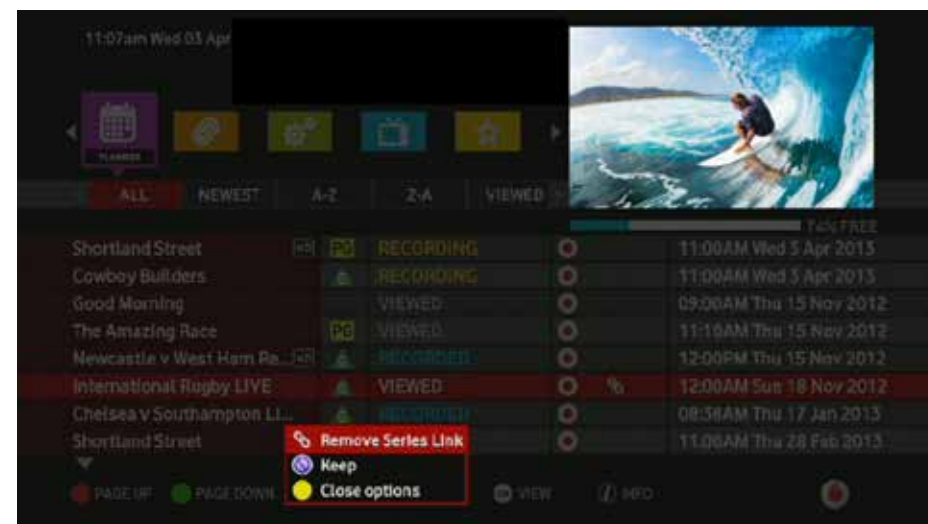 11:07am Wed 03 Apr
PLANNER
ALL NEWEST A-Z Z-A VIEWED
74% FREE
Shortland Street HD PG RECORDING 11:00AM Wed 3 Apr 2013
Cowboy Builders G RECORDING 11:00AM Wed 3 Apr 2013
Good Morning VIEWED 09:00AM Thu 15 Nov 2012
The Amazing Race PG VIEWED 11:10AM Thu 15 Nov 2012
Newcastle v West Ham Re... HD G RECORDED 12:00PM Thu 15 Nov 2012
International Rugby LIVE G VIEWED 12:00AM Sun 18 Nov 2012
Chelsea v Southampton LI... G RECORDED 08:38AM Thu 17 Jan 2013
Shortland Street 11:00AM Thu 28 Feb 2013
Remove Series Link
Keep
Close options
PAGE UP PAGE DOWN OK VIEW i INFO